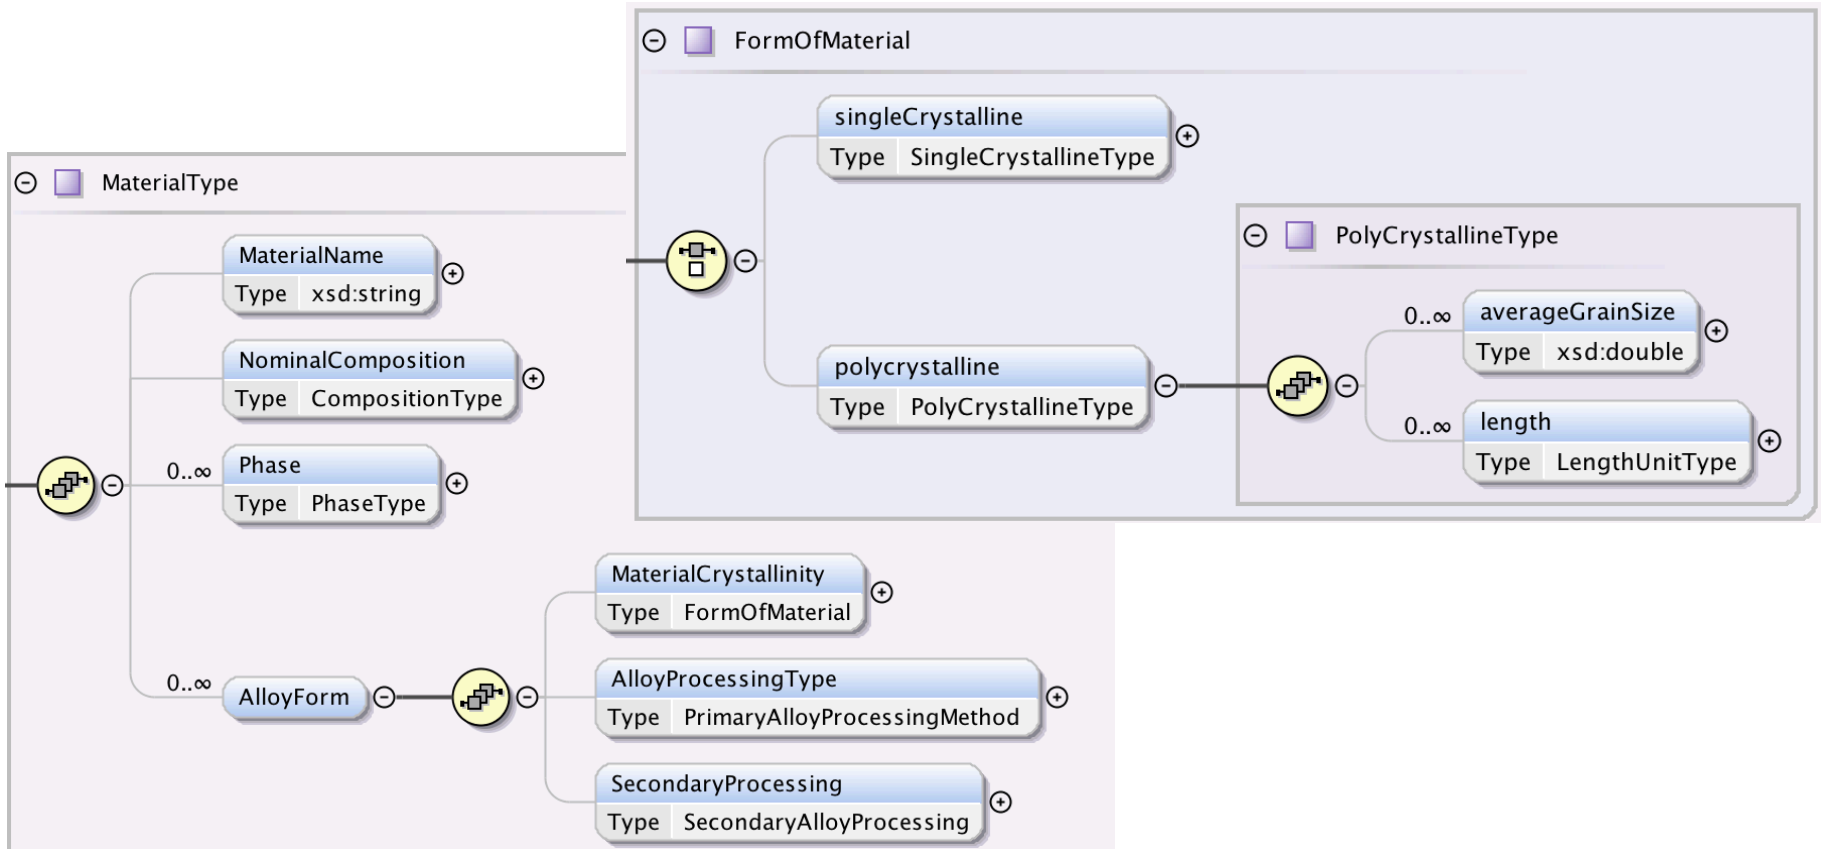 FormOfMaterial
singleCrystalline
Type SingleCrystallineType
PolyCrystallineType
0..∞ averageGrainSize
Type xsd:double
polycrystalline
Type PolyCrystallineType
0..∞ length
Type LengthUnitType
MaterialType
MaterialName
Type xsd:string
NominalComposition
Type CompositionType
0..∞ Phase
Type PhaseType
0..∞ AlloyForm
MaterialCrystallinity
Type FormOfMaterial
AlloyProcessingType
Type PrimaryAlloyProcessingMethod
SecondaryProcessing
Type SecondaryAlloyProcessing